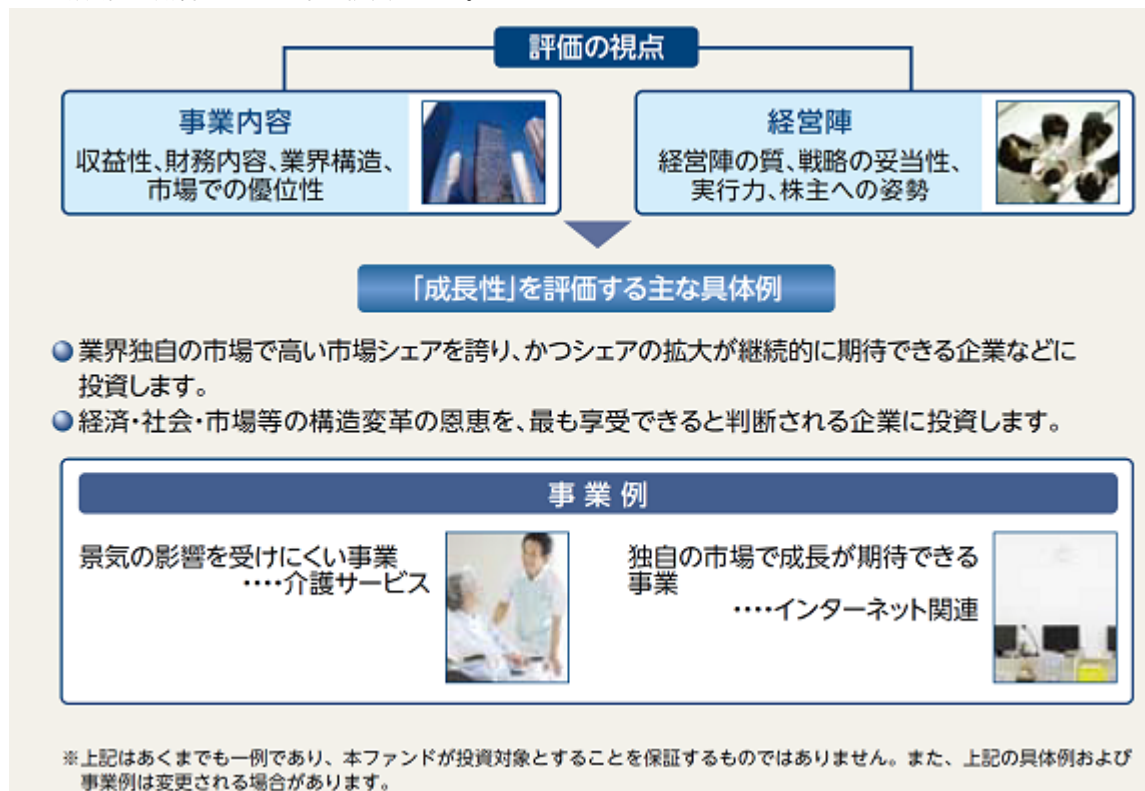 評価の視点
事業内容
収益性、財務内容、業界構造、
市場での優位性
経営陣
経営陣の質、戦略の妥当性、
実行力、株主への姿勢
「成長性」を評価する主な具体例
業界独自の市場で高い市場シェアを誇り、かつシェアの拡大が継続的に期待できる企業などに
投資します。
経済・社会・市場等の構造変革の恩恵を、最も享受できると判断される企業に投資します。
事業例
景気の影響を受けにくい事業
‥‥介護サービス
独自の市場で成長が期待できる
事業
‥‥インターネット関連
※上記はあくまでも一例であり、本ファンドが投資対象とすることを保証するものではありません。また、上記の具体例および
事業例は変更される場合があります。